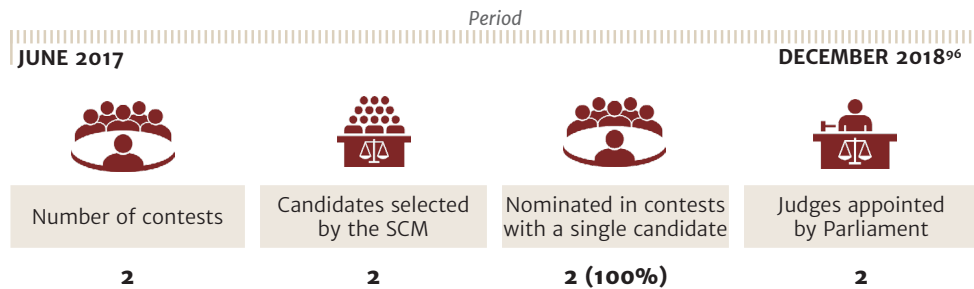 Period
JUNE 2017
DECEMBER 2018⁹⁶
Number of contests
2
Candidates selected
by the SCM
2
Nominated in contests
with a single candidate
2 (100%)
Judges appointed
by Parliament
2